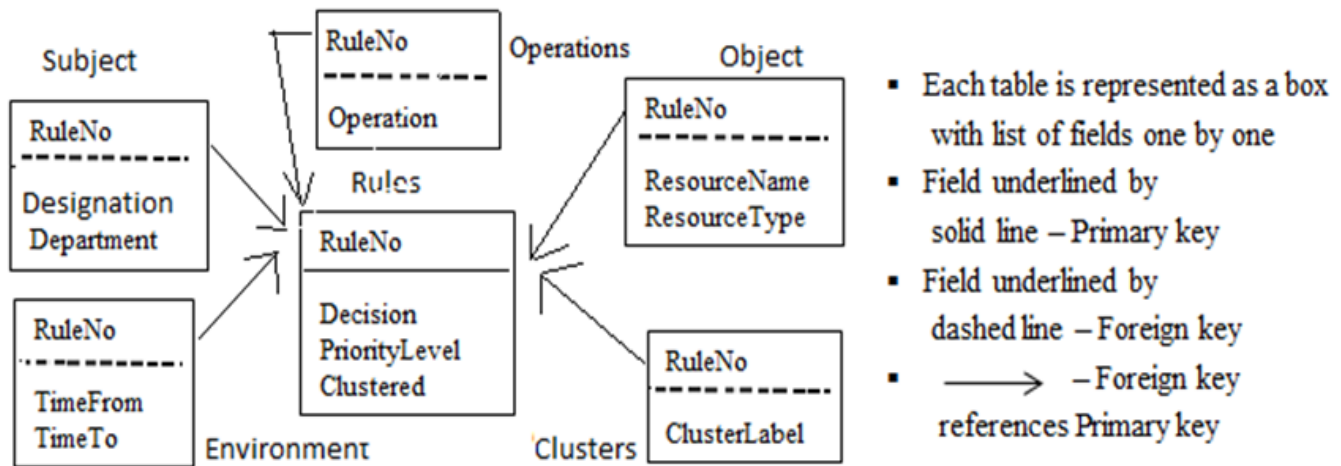 Subject
RuleNo
Designation
Department
RuleNo
Operation
Operations
Object
RuleNo
ResourceName
ResourceType
Rules
RuleNo
Decision
PriorityLevel
Clustered
RuleNo
TimeFrom
TimeTo
Environment
RuleNo
ClusterLabel
Clusters
▪ Each table is represented as a box
with list of fields one by one
▪ Field underlined by
solid line – Primary key
▪ Field underlined by
dashed line – Foreign key
▪ ⟶ – Foreign key
references Primary key